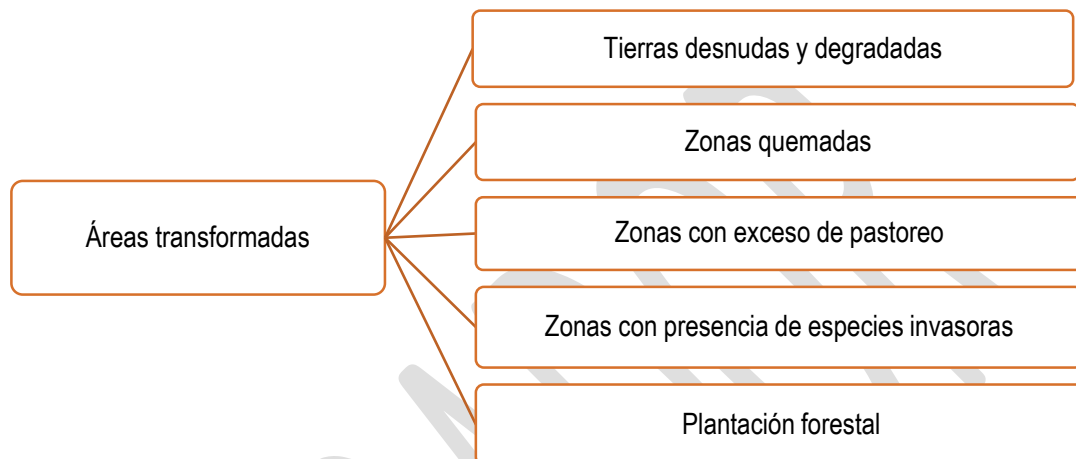 Tierras desnudas y degradadas
Zonas quemadas
Áreas transformadas
Zonas con exceso de pastoreo
Zonas con presencia de especies invasoras
Plantación forestal